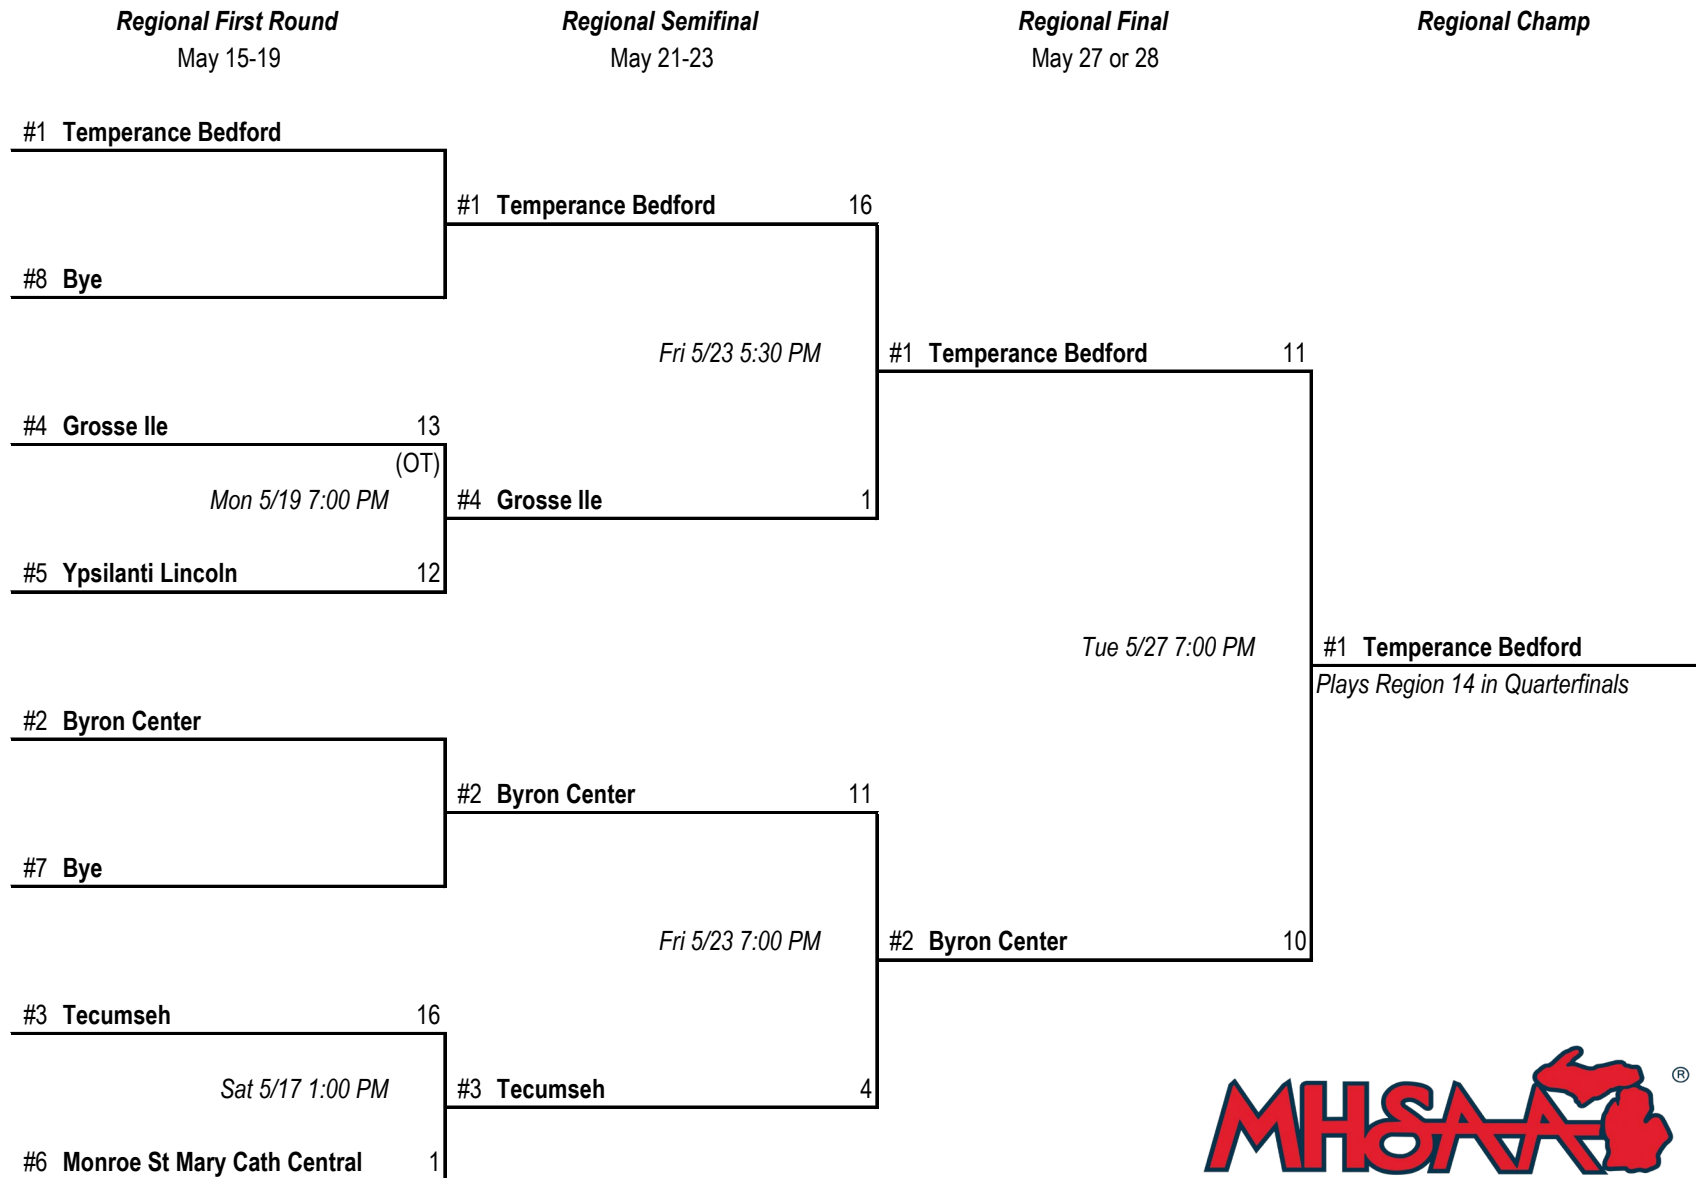 Regional First Round Regional Semifinal Regional Final Regional Champ
May 15-19 May 21-23 May 27 or 28
#1 Temperance Bedford
#1 Temperance Bedford 16
#8 Bye
Fri 5/23 5:30 PM #1 Temperance Bedford 11
#4 Grosse Ile 13
(OT)
Mon 5/19 7:00 PM #4 Grosse Ile 1
#5 Ypsilanti Lincoln 12
Tue 5/27 7:00 PM #1 Temperance Bedford
Plays Region 14 in Quarterfinals
#2 Byron Center
#2 Byron Center 11
#7 Bye
Fri 5/23 7:00 PM #2 Byron Center 10
#3 Tecumseh 16
Sat 5/17 1:00 PM #3 Tecumseh 4
#6 Monroe St Mary Cath Central 1
MHSAA ®